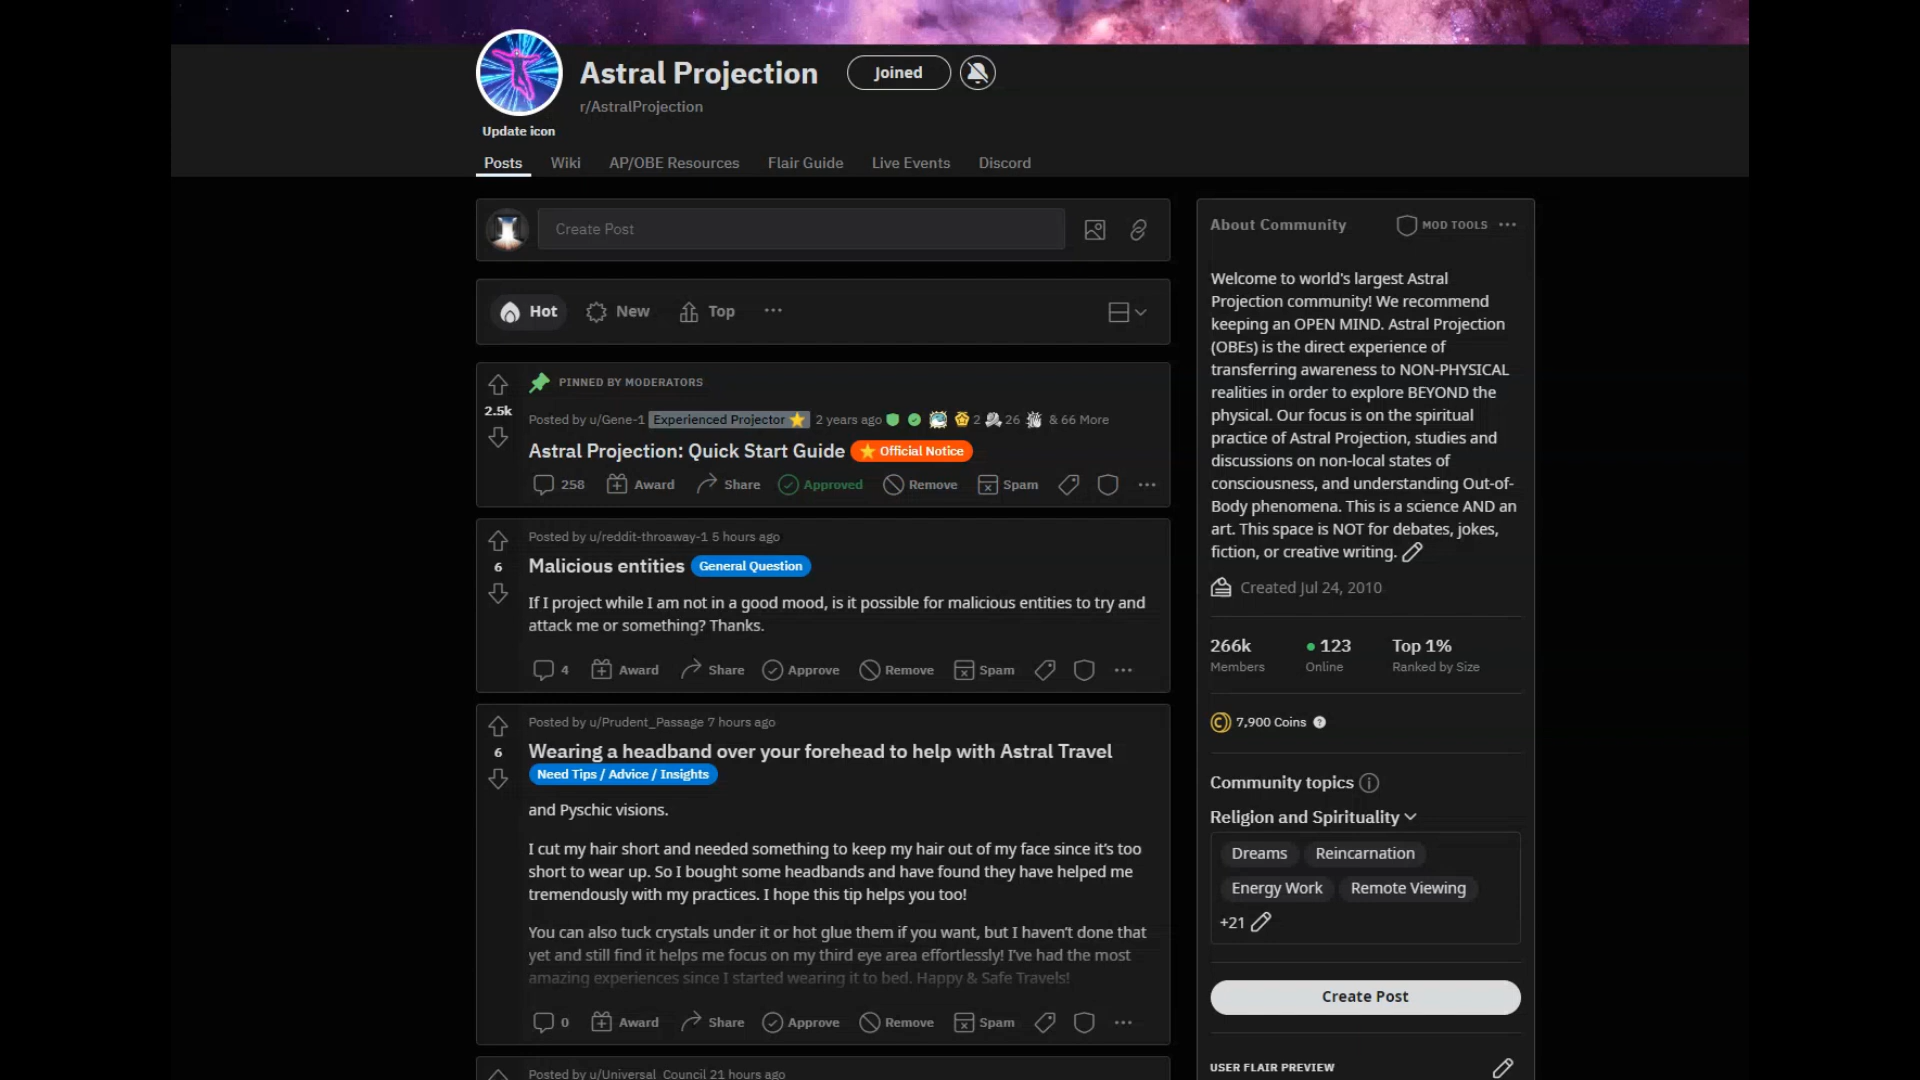 Astral Projection
Joined
r/AstralProjection
Update icon
Posts Wiki AP/OBE Resources Flair Guide Live Events Discord
Create Post
Hot New Top
PINNED BY MODERATORS
2.5k
Posted by u/Gene-1 Experienced Projector 2 years ago 2 26 & 66 More
Astral Projection: Quick Start Guide Official Notice
258 Award Share Approved Remove Spam
Posted by u/reddit-throaway-1 5 hours ago
6
Malicious entities General Question
If I project while I am not in a good mood, is it possible for malicious entities to try and
attack me or something? Thanks.
4 Award Share Approve Remove Spam
Posted by u/Prudent_Passage 7 hours ago
6
Wearing a headband over your forehead to help with Astral Travel
Need Tips / Advice / Insights
and Pyschic visions.
I cut my hair short and needed something to keep my hair out of my face since it's too
short to wear up. So I bought some headbands and have found they have helped me
tremendously with my practices. I hope this tip helps you too!
You can also tuck crystals under it or hot glue them if you want, but I haven't done that
yet and still find it helps me focus on my third eye area effortlessly! I've had the most
amazing experiences since I started wearing it to bed. Happy & Safe Travels!
0 Award Share Approve Remove Spam
Posted by u/Universal_Council 21 hours ago
About Community MOD TOOLS
Welcome to world's largest Astral
Projection community! We recommend
keeping an OPEN MIND. Astral Projection
(OBEs) is the direct experience of
transferring awareness to NON-PHYSICAL
realities in order to explore BEYOND the
physical. Our focus is on the spiritual
practice of Astral Projection, studies and
discussions on non-local states of
consciousness, and understanding Out-of-
Body phenomena. This is a science AND an
art. This space is NOT for debates, jokes,
fiction, or creative writing.
Created Jul 24, 2010
266k 123 Top 1%
Members Online Ranked by Size
7,900 Coins
Community topics
Religion and Spirituality
Dreams Reincarnation
Energy Work Remote Viewing
+21
Create Post
USER FLAIR PREVIEW